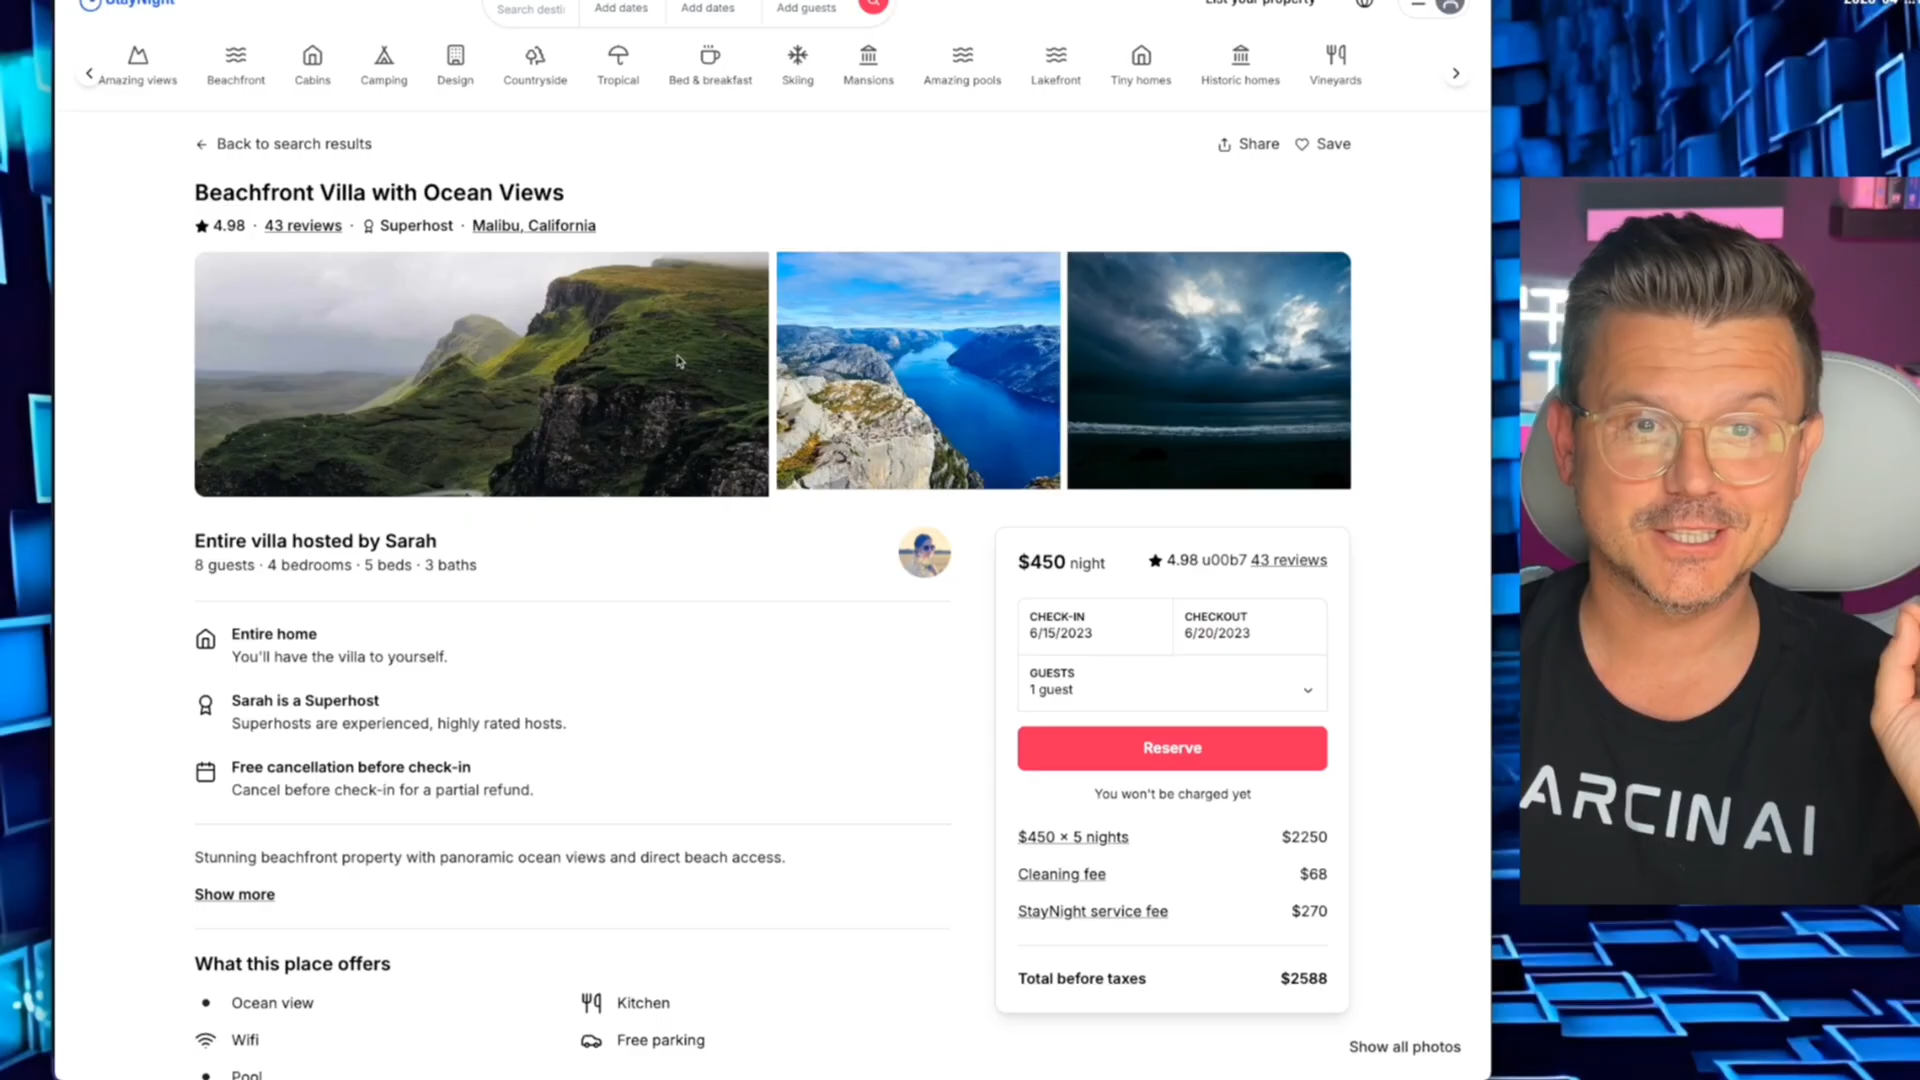 StayNight
Search desti
Add dates
Add dates
Add guests
List your property
Amazing views
Beachfront
Cabins
Camping
Design
Countryside
Tropical
Bed & breakfast
Skiing
Mansions
Amazing pools
Lakefront
Tiny homes
Historic homes
Vineyards
Back to search results
Share
Save
Beachfront Villa with Ocean Views
4.98 · 43 reviews · Superhost · Malibu, California
Entire villa hosted by Sarah
8 guests · 4 bedrooms · 5 beds · 3 baths
Entire home
You'll have the villa to yourself.
Sarah is a Superhost
Superhosts are experienced, highly rated hosts.
Free cancellation before check-in
Cancel before check-in for a partial refund.
Stunning beachfront property with panoramic ocean views and direct beach access.
Show more
What this place offers
Ocean view
Kitchen
Wifi
Free parking
Pool
$450 night
4.98 u00b7 43 reviews
CHECK-IN
6/15/2023
CHECKOUT
6/20/2023
GUESTS
1 guest
Reserve
You won't be charged yet
$450 × 5 nights $2250
Cleaning fee $68
StayNight service fee $270
Total before taxes $2588
Show all photos
ARCIN AI